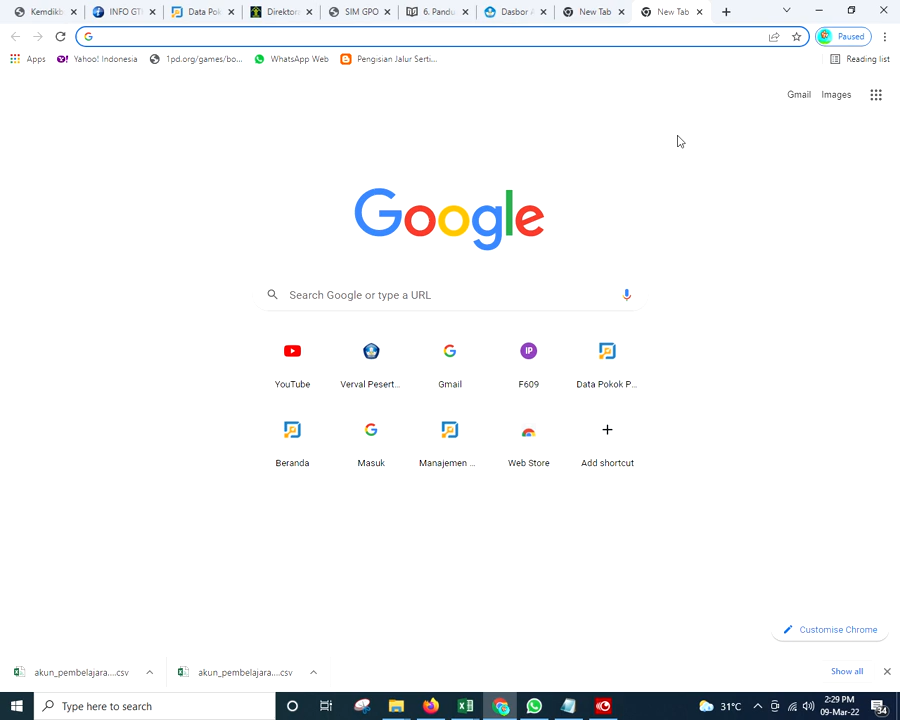 Kemdikb
INFO GT
Data Pok
Direktor
SIM GPO
6. Pandu
Dasbor A
New Tab
New Tab
Paused
Apps
Yahoo! Indonesia
1pd.org/games/bo...
WhatsApp Web
Pengisian Jalur Serti...
Reading list
Gmail
Images
Google
Search Google or type a URL
YouTube
Verval Pesert...
Gmail
IP
F609
Data Pokok P...
Beranda
Masuk
Manajemen ...
Web Store
Add shortcut
Customise Chrome
akun_pembelajara....csv
akun_pembelajara....csv
Show all
Type here to search
31°C
2:29 PM
09-Mar-22
34